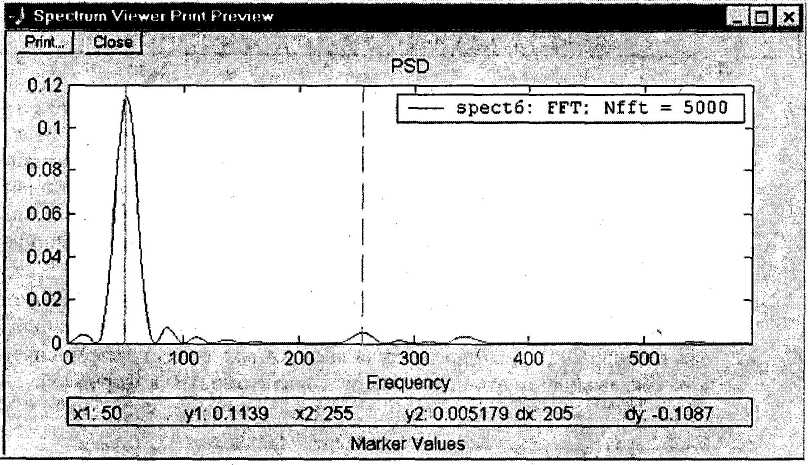 Spectrum Viewer Print Preview
Print... Close
PSD
spect6: FFT; Nfft = 5000
0.12
0.1
0.08
0.06
0.04
0.02
0
0 100 200 300 400 500
Frequency
x1: 50 y1: 0.1139 x2: 255 y2: 0.005179 dx: 205 dy: -0.1087
Marker Values